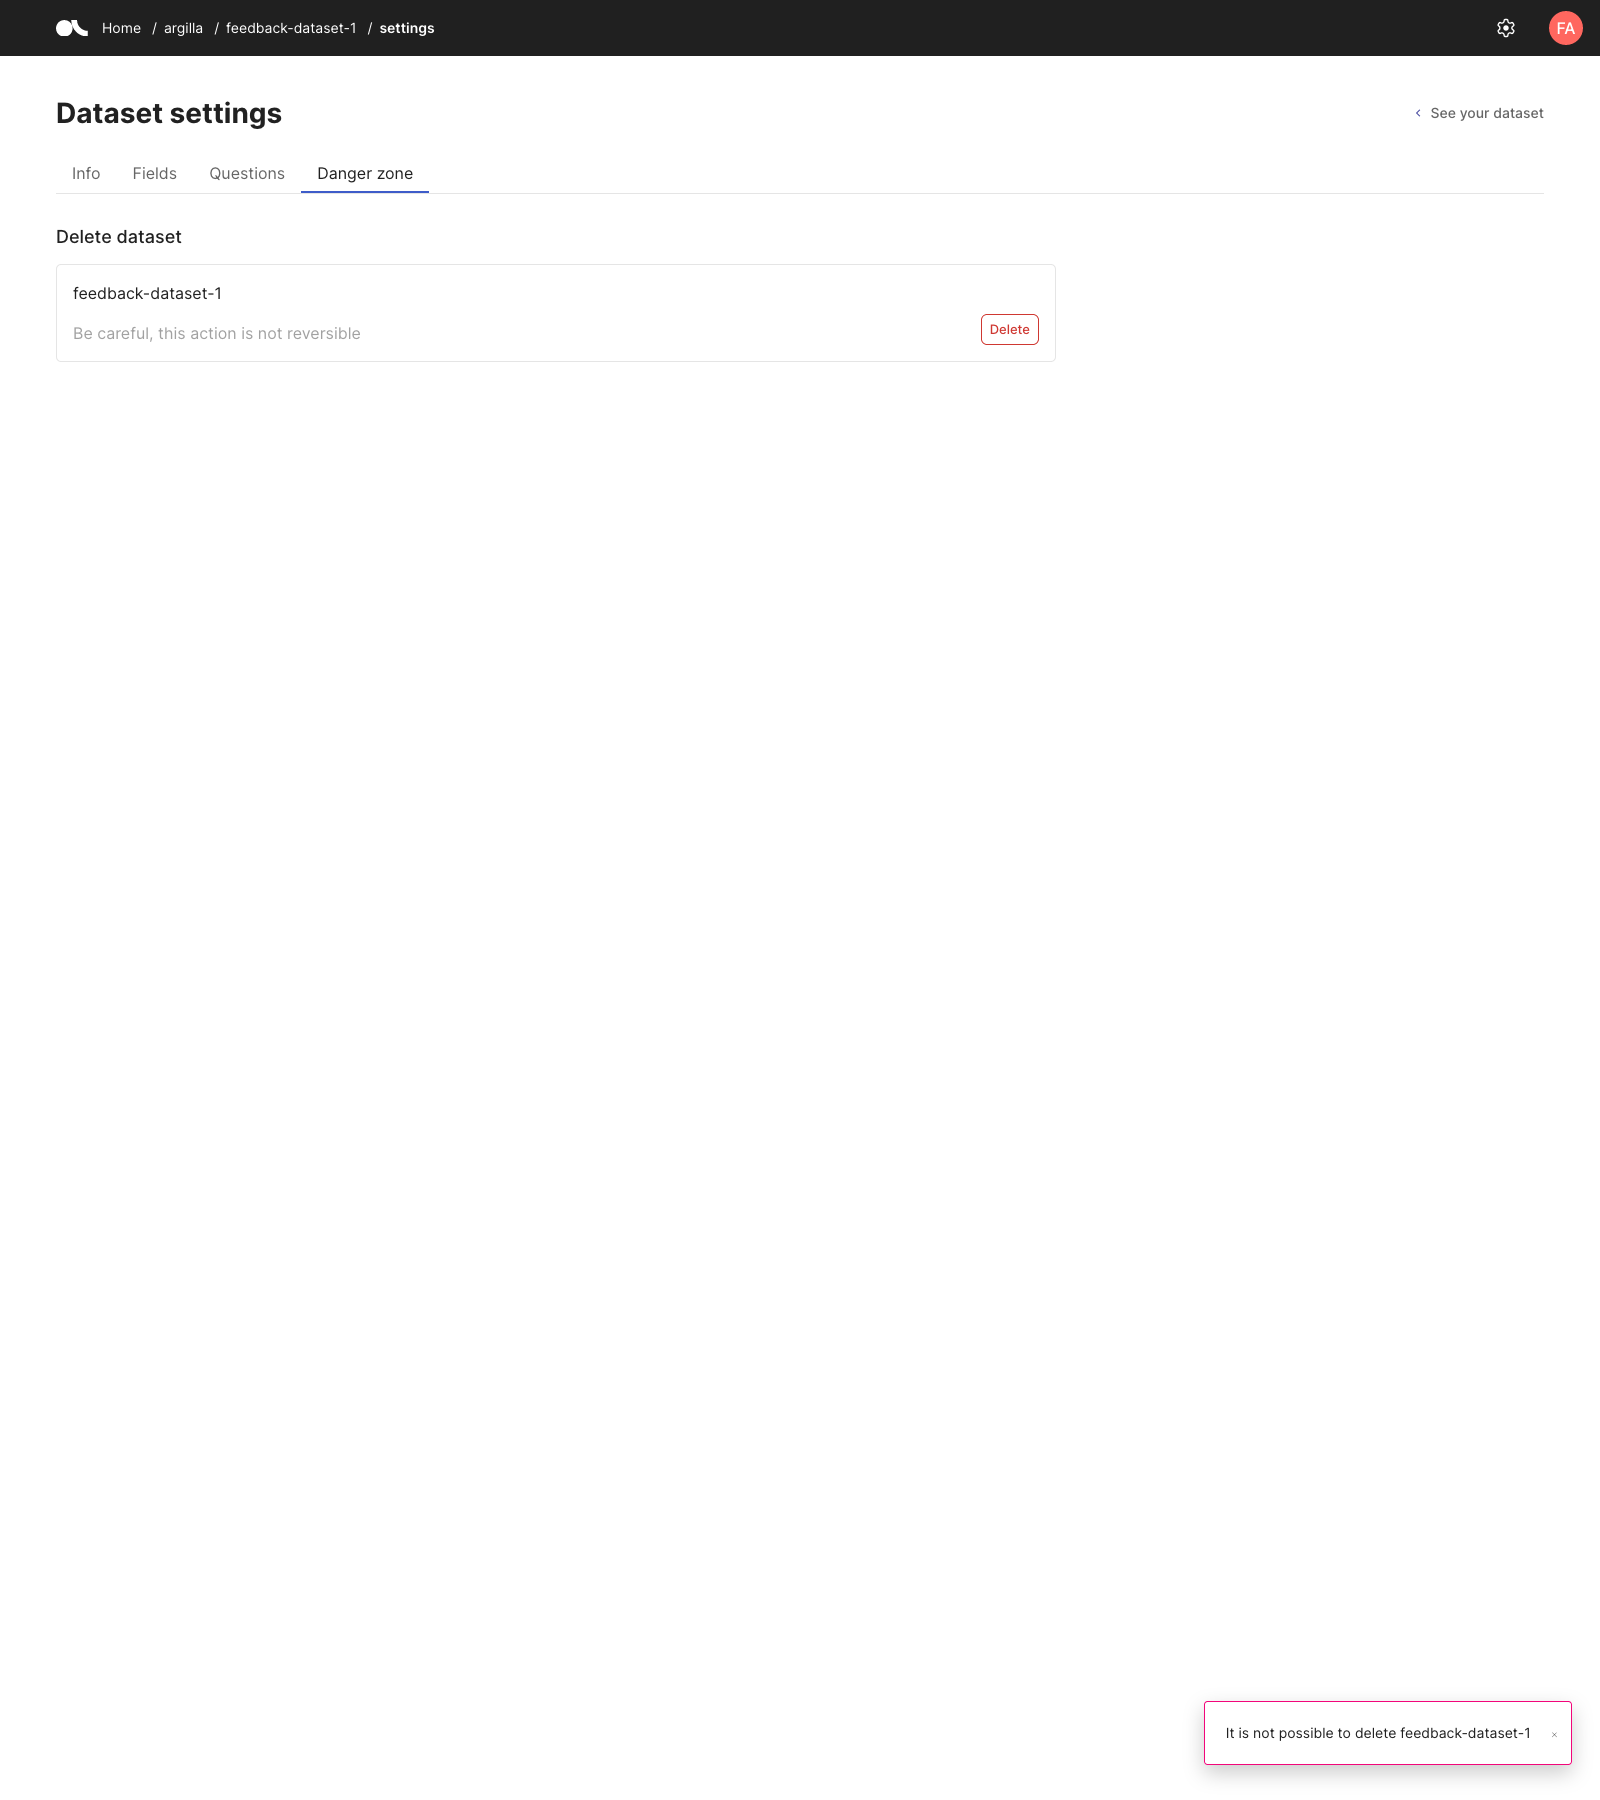 Home / argilla / feedback-dataset-1 / settings
FA
Dataset settings
See your dataset
Info Fields Questions Danger zone
Delete dataset
feedback-dataset-1
Be careful, this action is not reversible
Delete
It is not possible to delete feedback-dataset-1